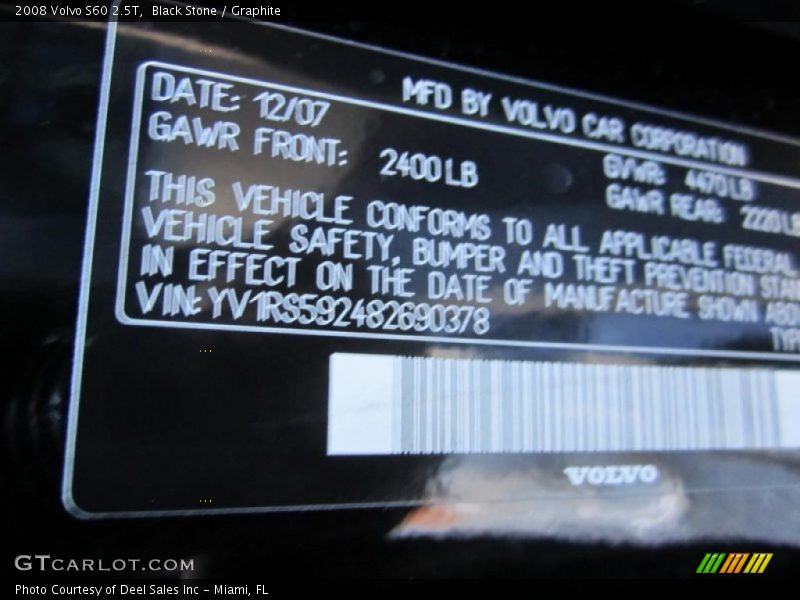 2008 Volvo S60 2.5T, Black Stone / Graphite
MFD BY VOLVO CAR CORPORATION
DATE: 12/07
GVWR: 4470 LB
GAWR FRONT: 2400 LB
GAWR REAR: 2220 LB
THIS VEHICLE CONFORMS TO ALL APPLICABLE FEDERAL
VEHICLE SAFETY, BUMPER AND THEFT PREVENTION STAN
IN EFFECT ON THE DATE OF MANUFACTURE SHOWN ABO
VIN: YV1RS592482690378
TYP
VOLVO
GTCARLOT.COM
Photo Courtesy of Deel Sales Inc - Miami, FL